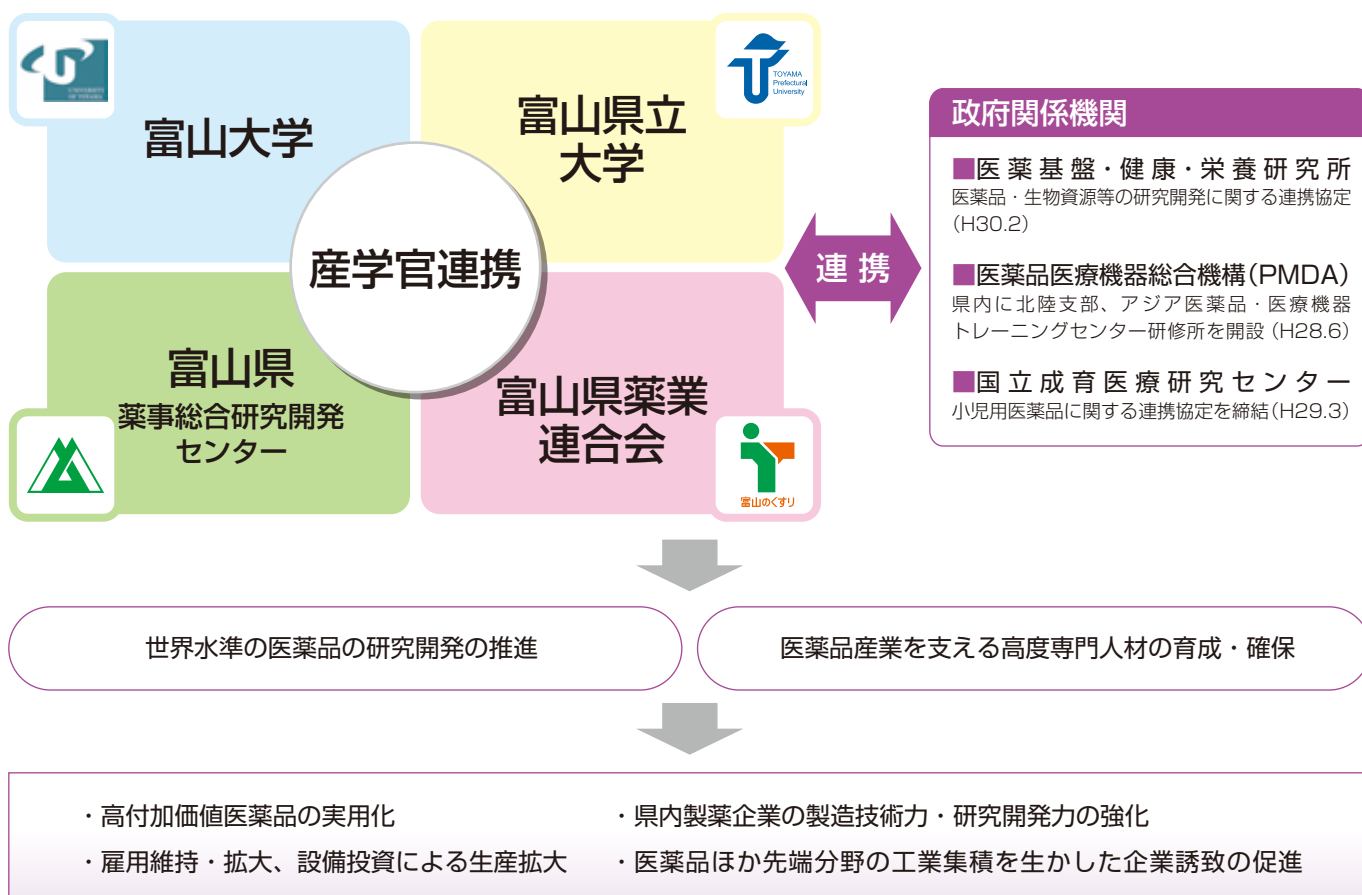 UNIVERSITY
OF TOYAMA
富山大学
富山県立
大学
TOYAMA
Prefectural
University
産学官連携
富山県
薬事総合研究開発
センター
富山県薬業
連合会
富山のくすり
連携
政府関係機関
■医薬基盤・健康・栄養研究所
医薬品・生物資源等の研究開発に関する連携協定
(H30.2)
■医薬品医療機器総合機構(PMDA)
県内に北陸支部、アジア医薬品・医療機器
トレーニングセンター研修所を開設(H28.6)
■国立成育医療研究センター
小児用医薬品に関する連携協定を締結(H29.3)
世界水準の医薬品の研究開発の推進
医薬品産業を支える高度専門人材の育成・確保
・高付加価値医薬品の実用化
・県内製薬企業の製造技術力・研究開発力の強化
・雇用維持・拡大、設備投資による生産拡大
・医薬品ほか先端分野の工業集積を生かした企業誘致の促進